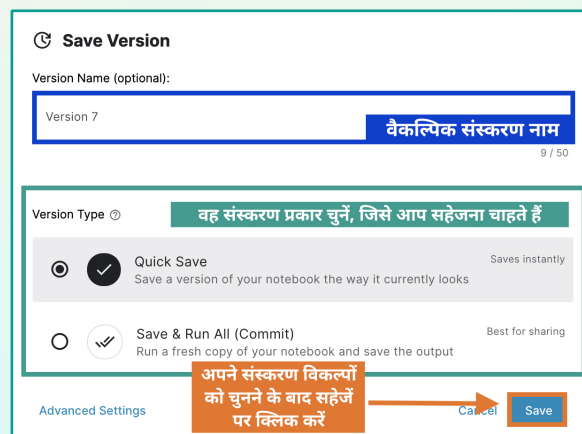 Save Version
Version Name (optional):
Version 7
वैकल्पिक संस्करण नाम
9 / 50
Version Type ?
वह संस्करण प्रकार चुनें, जिसे आप सहेजना चाहते हैं
Quick Save
Saves instantly
Save a version of your notebook the way it currently looks
Save & Run All (Commit)
Best for sharing
Run a fresh copy of your notebook and save the output
अपने संस्करण विकल्पों
को चुनने के बाद सहेजें
पर क्लिक करें
Advanced Settings
Cancel
Save